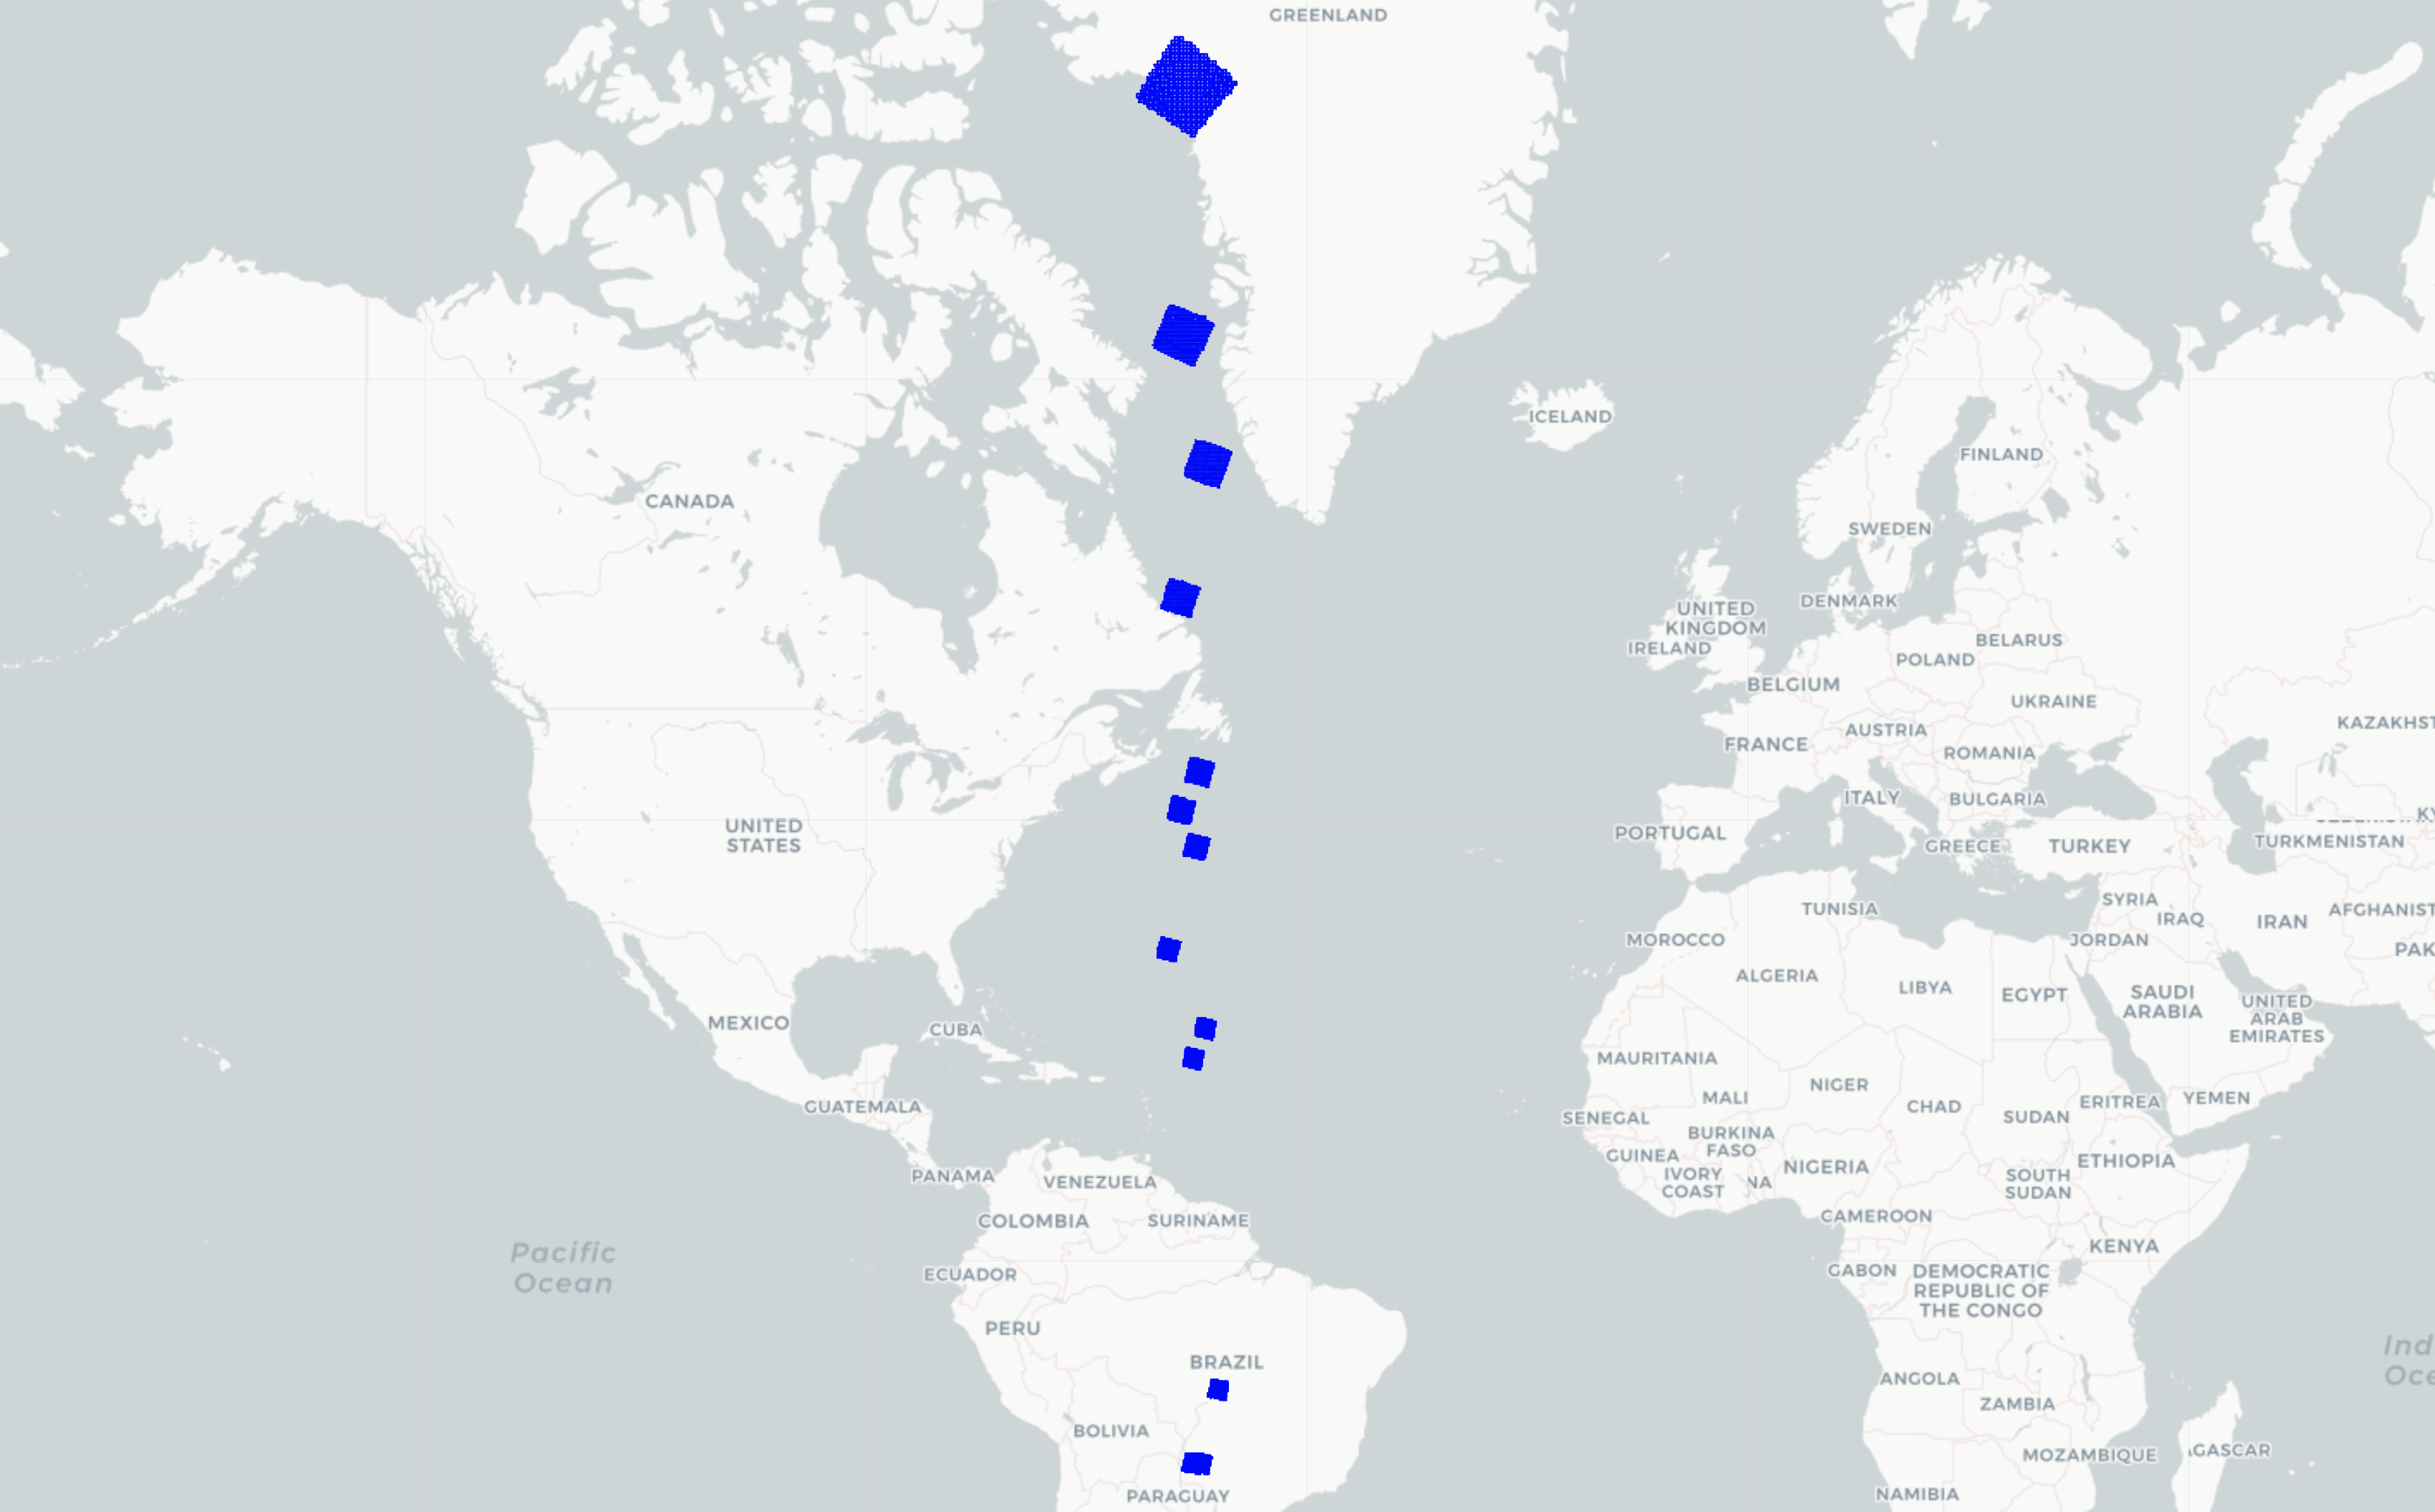 GREENLAND
ICELAND
FINLAND
CANADA
SWEDEN
DENMARK
UNITED
KINGDOM
BELARUS
IRELAND
POLAND
BELGIUM
UKRAINE
KAZAKHST
AUSTRIA
FRANCE
ROMANIA
ITALY
BULGARIA
UNITED
STATES
PORTUGAL
GREECE
TURKEY
TURKMENISTAN
SYRIA
TUNISIA
IRAQ
IRAN
AFGHANIST
MOROCCO
JORDAN
PAK
ALGERIA
LIBYA
EGYPT
SAUDI
ARABIA
UNITED
ARAB
EMIRATES
MEXICO
CUBA
MAURITANIA
NIGER
MALI
CHAD
ERITREA
YEMEN
GUATEMALA
SENEGAL
SUDAN
BURKINA
FASO
GUINEA
NIGERIA
ETHIOPIA
IVORY
COAST
NA
SOUTH
SUDAN
PANAMA
VENEZUELA
COLOMBIA
SURINAME
CAMEROON
KENYA
Pacific
Ocean
ECUADOR
GABON
DEMOCRATIC
REPUBLIC OF
THE CONGO
PERU
BRAZIL
Ind
Oce
ANGOLA
ZAMBIA
BOLIVIA
MOZAMBIQUE
AGASCAR
PARAGUAY
NAMIBIA